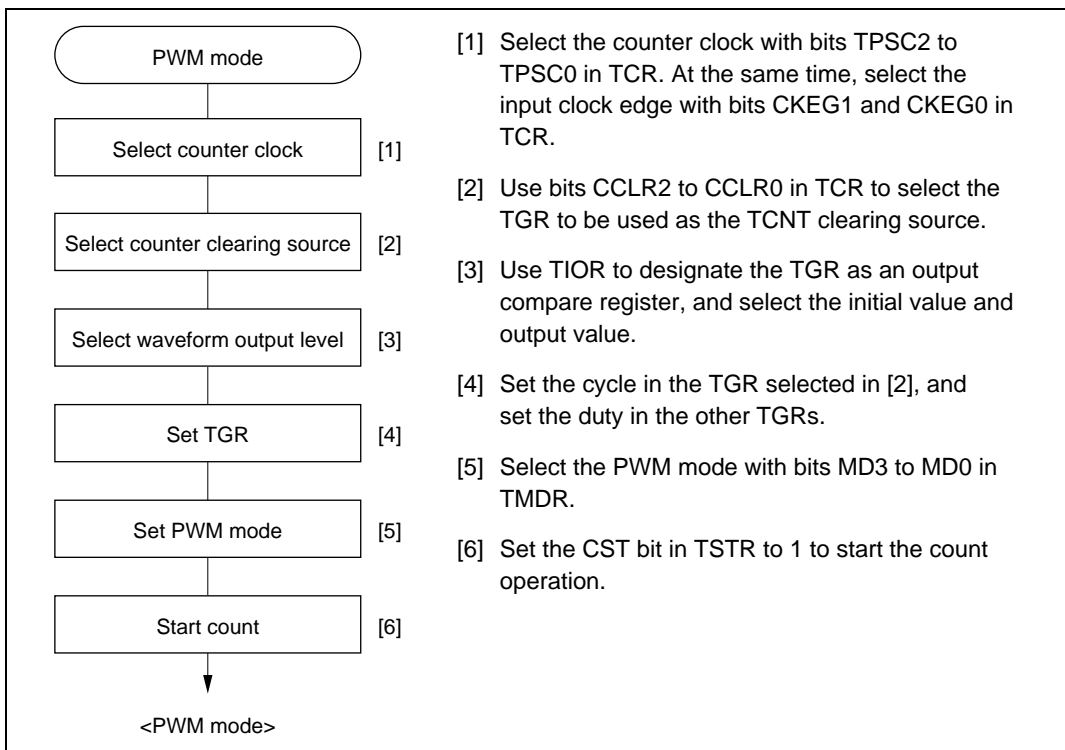 PWM mode
Select counter clock [1]
Select counter clearing source [2]
Select waveform output level [3]
Set TGR [4]
Set PWM mode [5]
Start count [6]
<PWM mode>
[1] Select the counter clock with bits TPSC2 to
TPSC0 in TCR. At the same time, select the
input clock edge with bits CKEG1 and CKEG0 in
TCR.
[2] Use bits CCLR2 to CCLR0 in TCR to select the
TGR to be used as the TCNT clearing source.
[3] Use TIOR to designate the TGR as an output
compare register, and select the initial value and
output value.
[4] Set the cycle in the TGR selected in [2], and
set the duty in the other TGRs.
[5] Select the PWM mode with bits MD3 to MD0 in
TMDR.
[6] Set the CST bit in TSTR to 1 to start the count
operation.